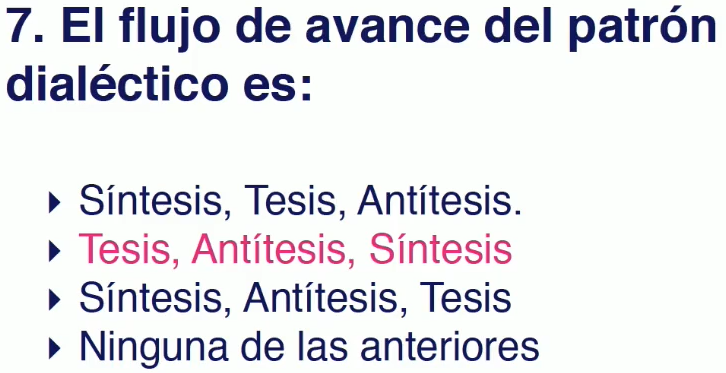 7. El flujo de avance del patrón
dialéctico es:
‣ Síntesis, Tesis, Antítesis.
‣ Tesis, Antítesis, Síntesis
‣ Síntesis, Antítesis, Tesis
‣ Ninguna de las anteriores